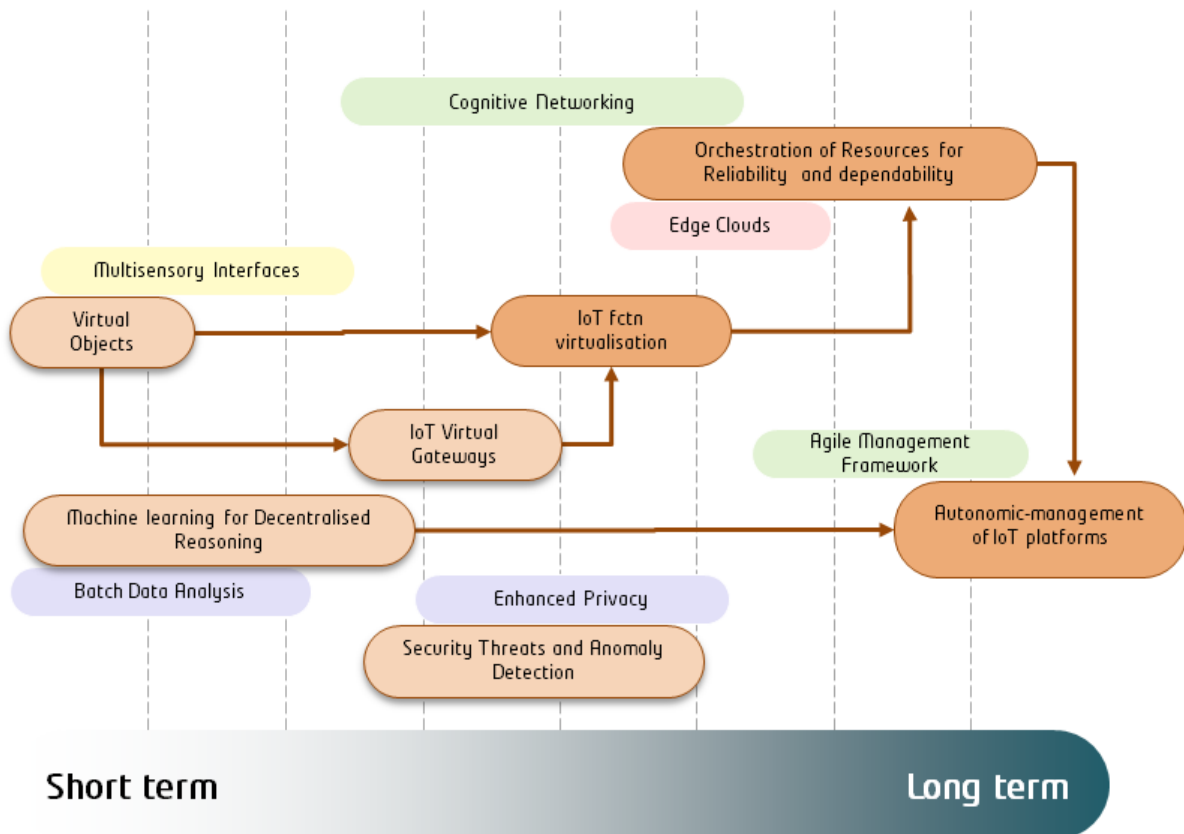 Cognitive Networking
Orchestration of Resources for
Reliability and dependability
Edge Clouds
Multisensory Interfaces
Virtual
Objects
IoT fctn
virtualisation
IoT Virtual
Gateways
Agile Management
Framework
Machine learning for Decentralised
Reasoning
Autonomic-management
of IoT platforms
Batch Data Analysis
Enhanced Privacy
Security Threats and Anomaly
Detection
Short term
Long term